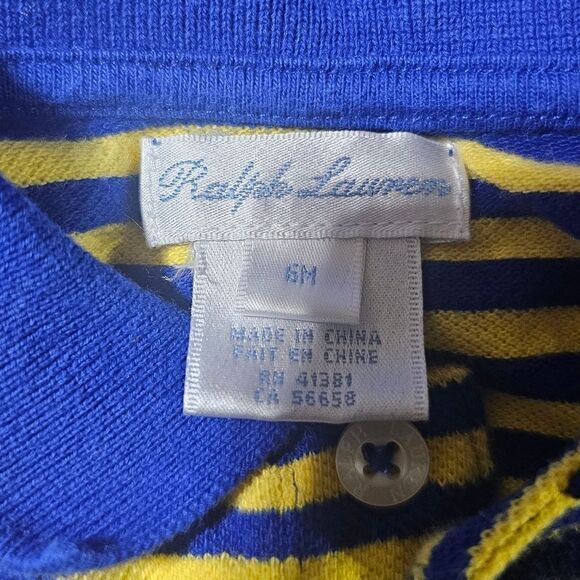 Ralph Lauren
6M
MADE IN CHINA
FAIT EN CHINE
RN 41381
CA 56658